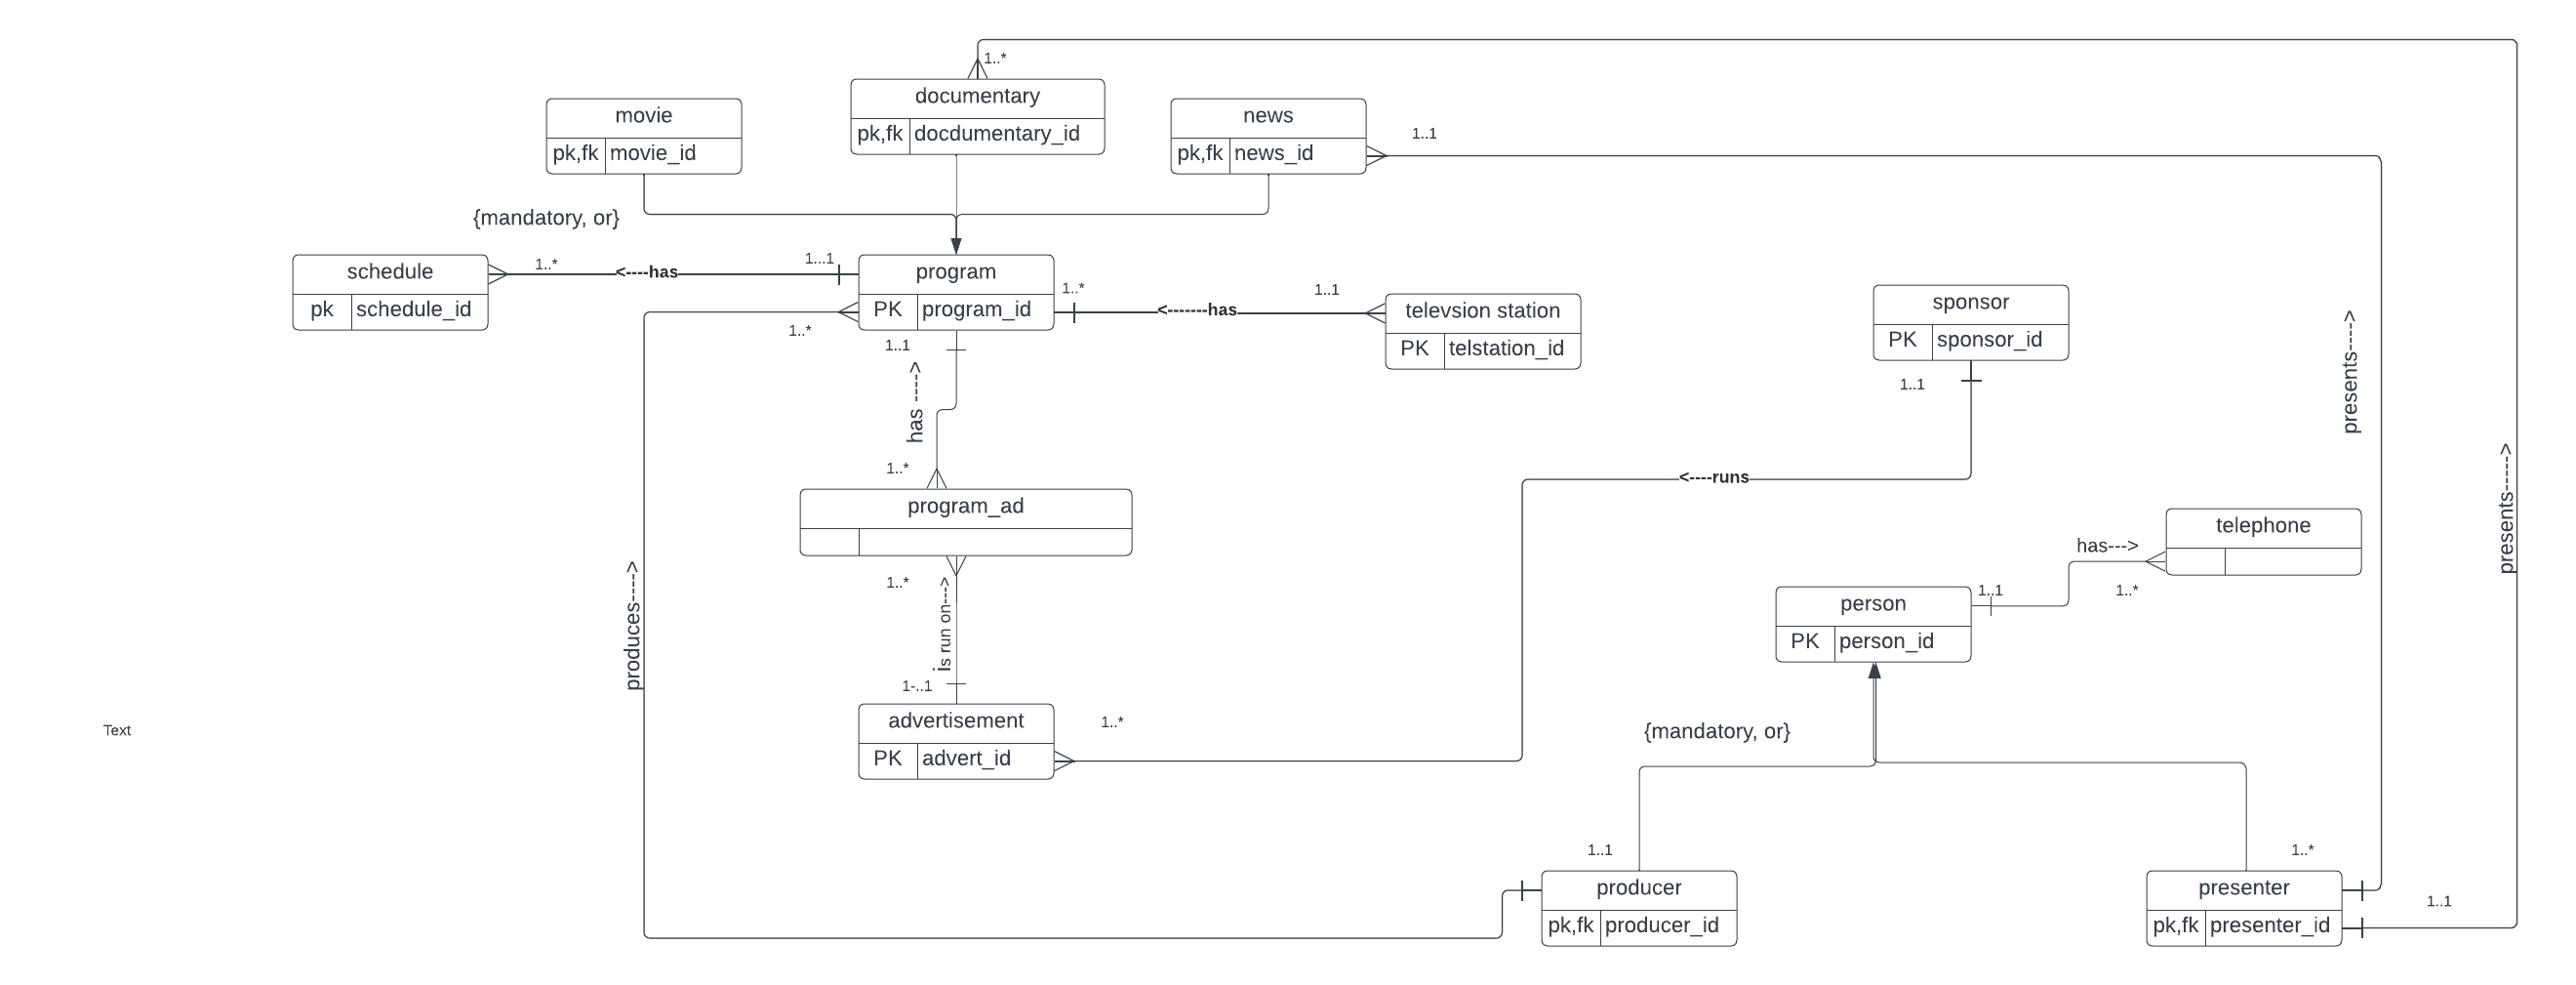 1..*
documentary
pk,fk docdumentary_id
movie
pk,fk movie_id
news
pk,fk news_id
1..1
{mandatory, or}
schedule
pk schedule_id
1..*
<----has
1...1
program
PK program_id
1..*
<-------has
1..1
televsion station
PK telstation_id
sponsor
PK sponsor_id
1..1
1..*
1..1
has ---->
1..*
program_ad
1..*
is run on--->
1-..1
advertisement
PK advert_id
1..*
<----runs
produces---->
presents---->
presents----->
telephone
has--->
1..*
1..1
person
PK person_id
{mandatory, or}
Text
1..1
producer
pk,fk producer_id
1..*
presenter
pk,fk presenter_id
1..1